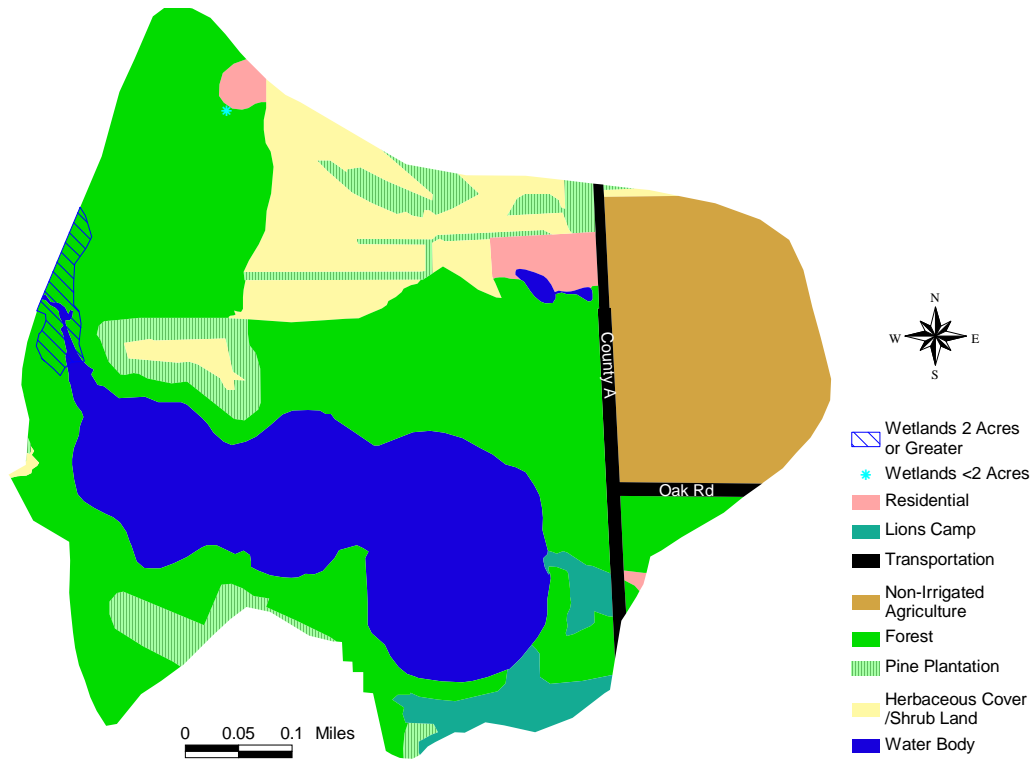 County A
Oak Rd
N
W E
S
Wetlands 2 Acres
or Greater
Wetlands <2 Acres
Residential
Lions Camp
Transportation
Non-Irrigated
Agriculture
Forest
Pine Plantation
Herbaceous Cover
/Shrub Land
Water Body
0 0.05 0.1 Miles